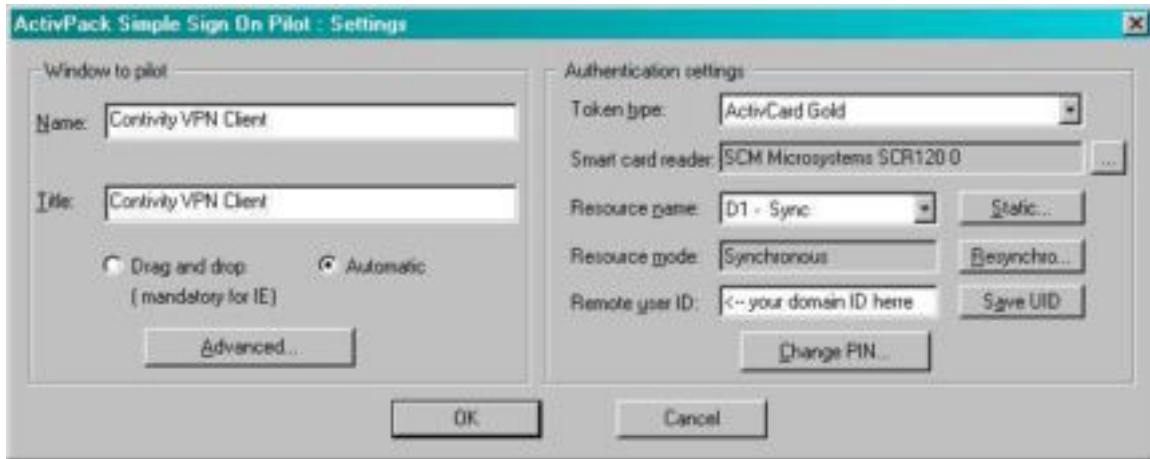 ActivPack Simple Sign On Pilot : Settings
Window to pilot
Name: Contivity VPN Client
Title: Contivity VPN Client
Drag and drop Automatic
( mandatory for IE)
Advanced...
Authentication settings
Token type: ActivCard Gold
Smart card reader: SCM Microsystems SCR120 0 ...
Resource name: D1 - Sync Static...
Resource mode: Synchronous Resynchro...
Remote user ID: <-- your domain ID herre Save UID
Change PIN...
OK Cancel